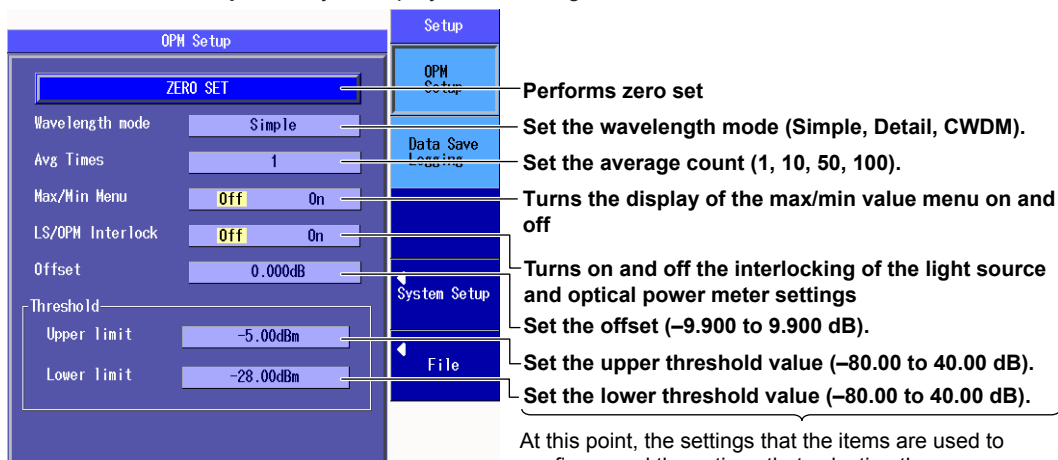 Setup
OPM Setup
ZERO SET
Wavelength mode Simple
Avg Times 1
Max/Min Menu Off On
LS/OPM Interlock Off On
Offset 0.000dB
Threshold
Upper limit -5.00dBm
Lower limit -28.00dBm
OPM
Setup
Data Save
Logging
System Setup
File
Performs zero set
Set the wavelength mode (Simple, Detail, CWDM).
Set the average count (1, 10, 50, 100).
Turns the display of the max/min value menu on and
off
Turns on and off the interlocking of the light source
and optical power meter settings
Set the offset (–9.900 to 9.900 dB).
Set the upper threshold value (–80.00 to 40.00 dB).
Set the lower threshold value (–80.00 to 40.00 dB).
At this point, the settings that the items are used to